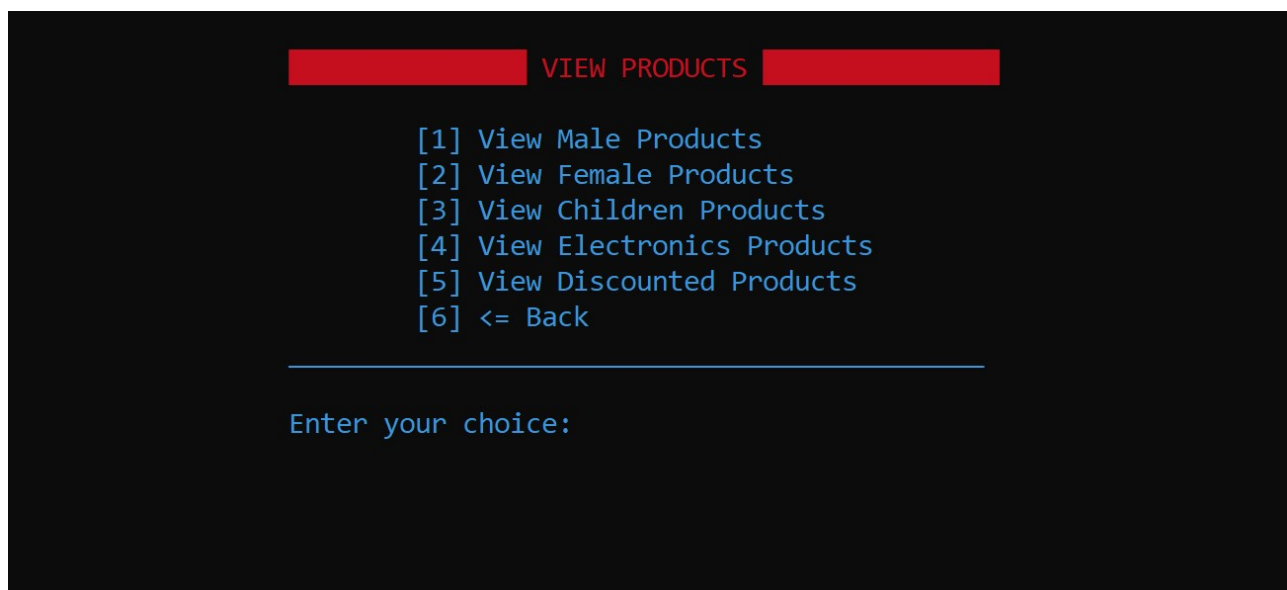 VIEW PRODUCTS
[1] View Male Products
[2] View Female Products
[3] View Children Products
[4] View Electronics Products
[5] View Discounted Products
[6] <= Back
Enter your choice: